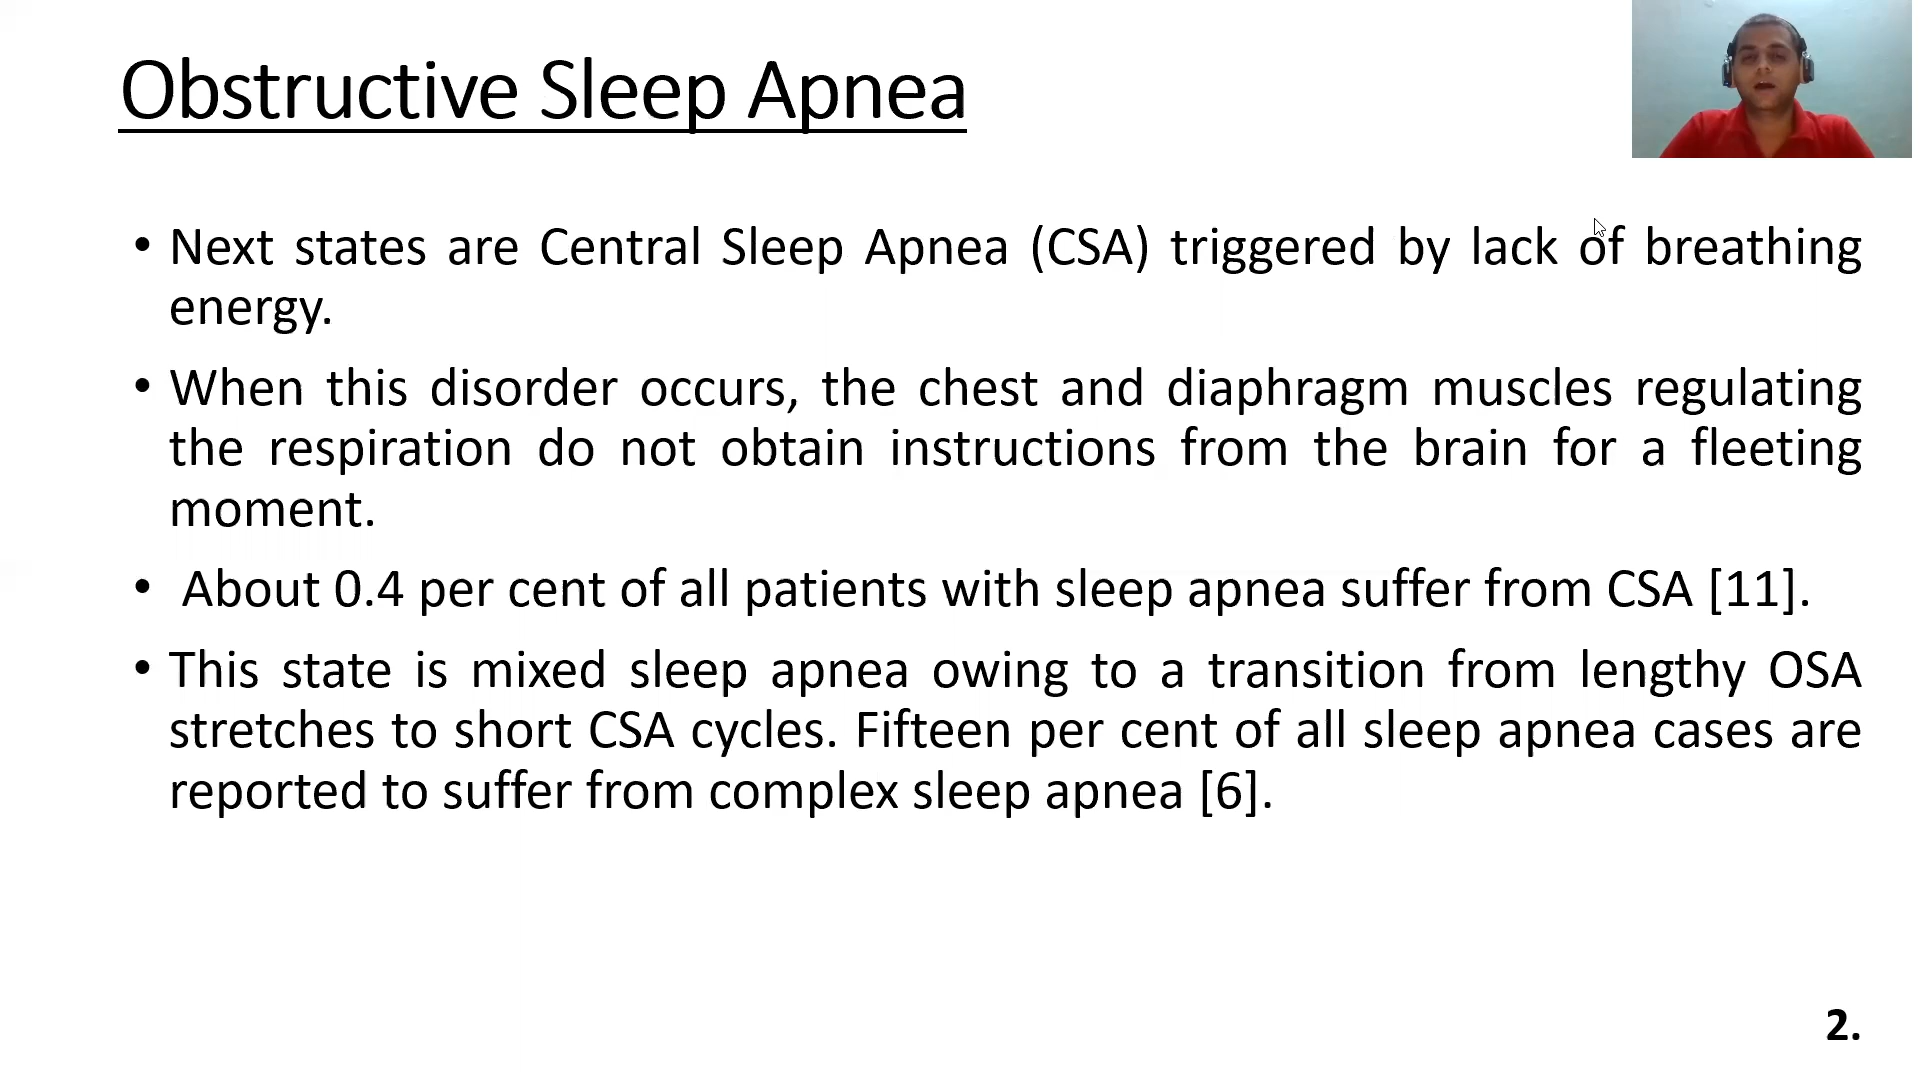 Obstructive Sleep Apnea
• Next states are Central Sleep Apnea (CSA) triggered by lack of breathing
energy.
• When this disorder occurs, the chest and diaphragm muscles regulating
the respiration do not obtain instructions from the brain for a fleeting
moment.
• About 0.4 per cent of all patients with sleep apnea suffer from CSA [11].
• This state is mixed sleep apnea owing to a transition from lengthy OSA
stretches to short CSA cycles. Fifteen per cent of all sleep apnea cases are
reported to suffer from complex sleep apnea [6].
2.